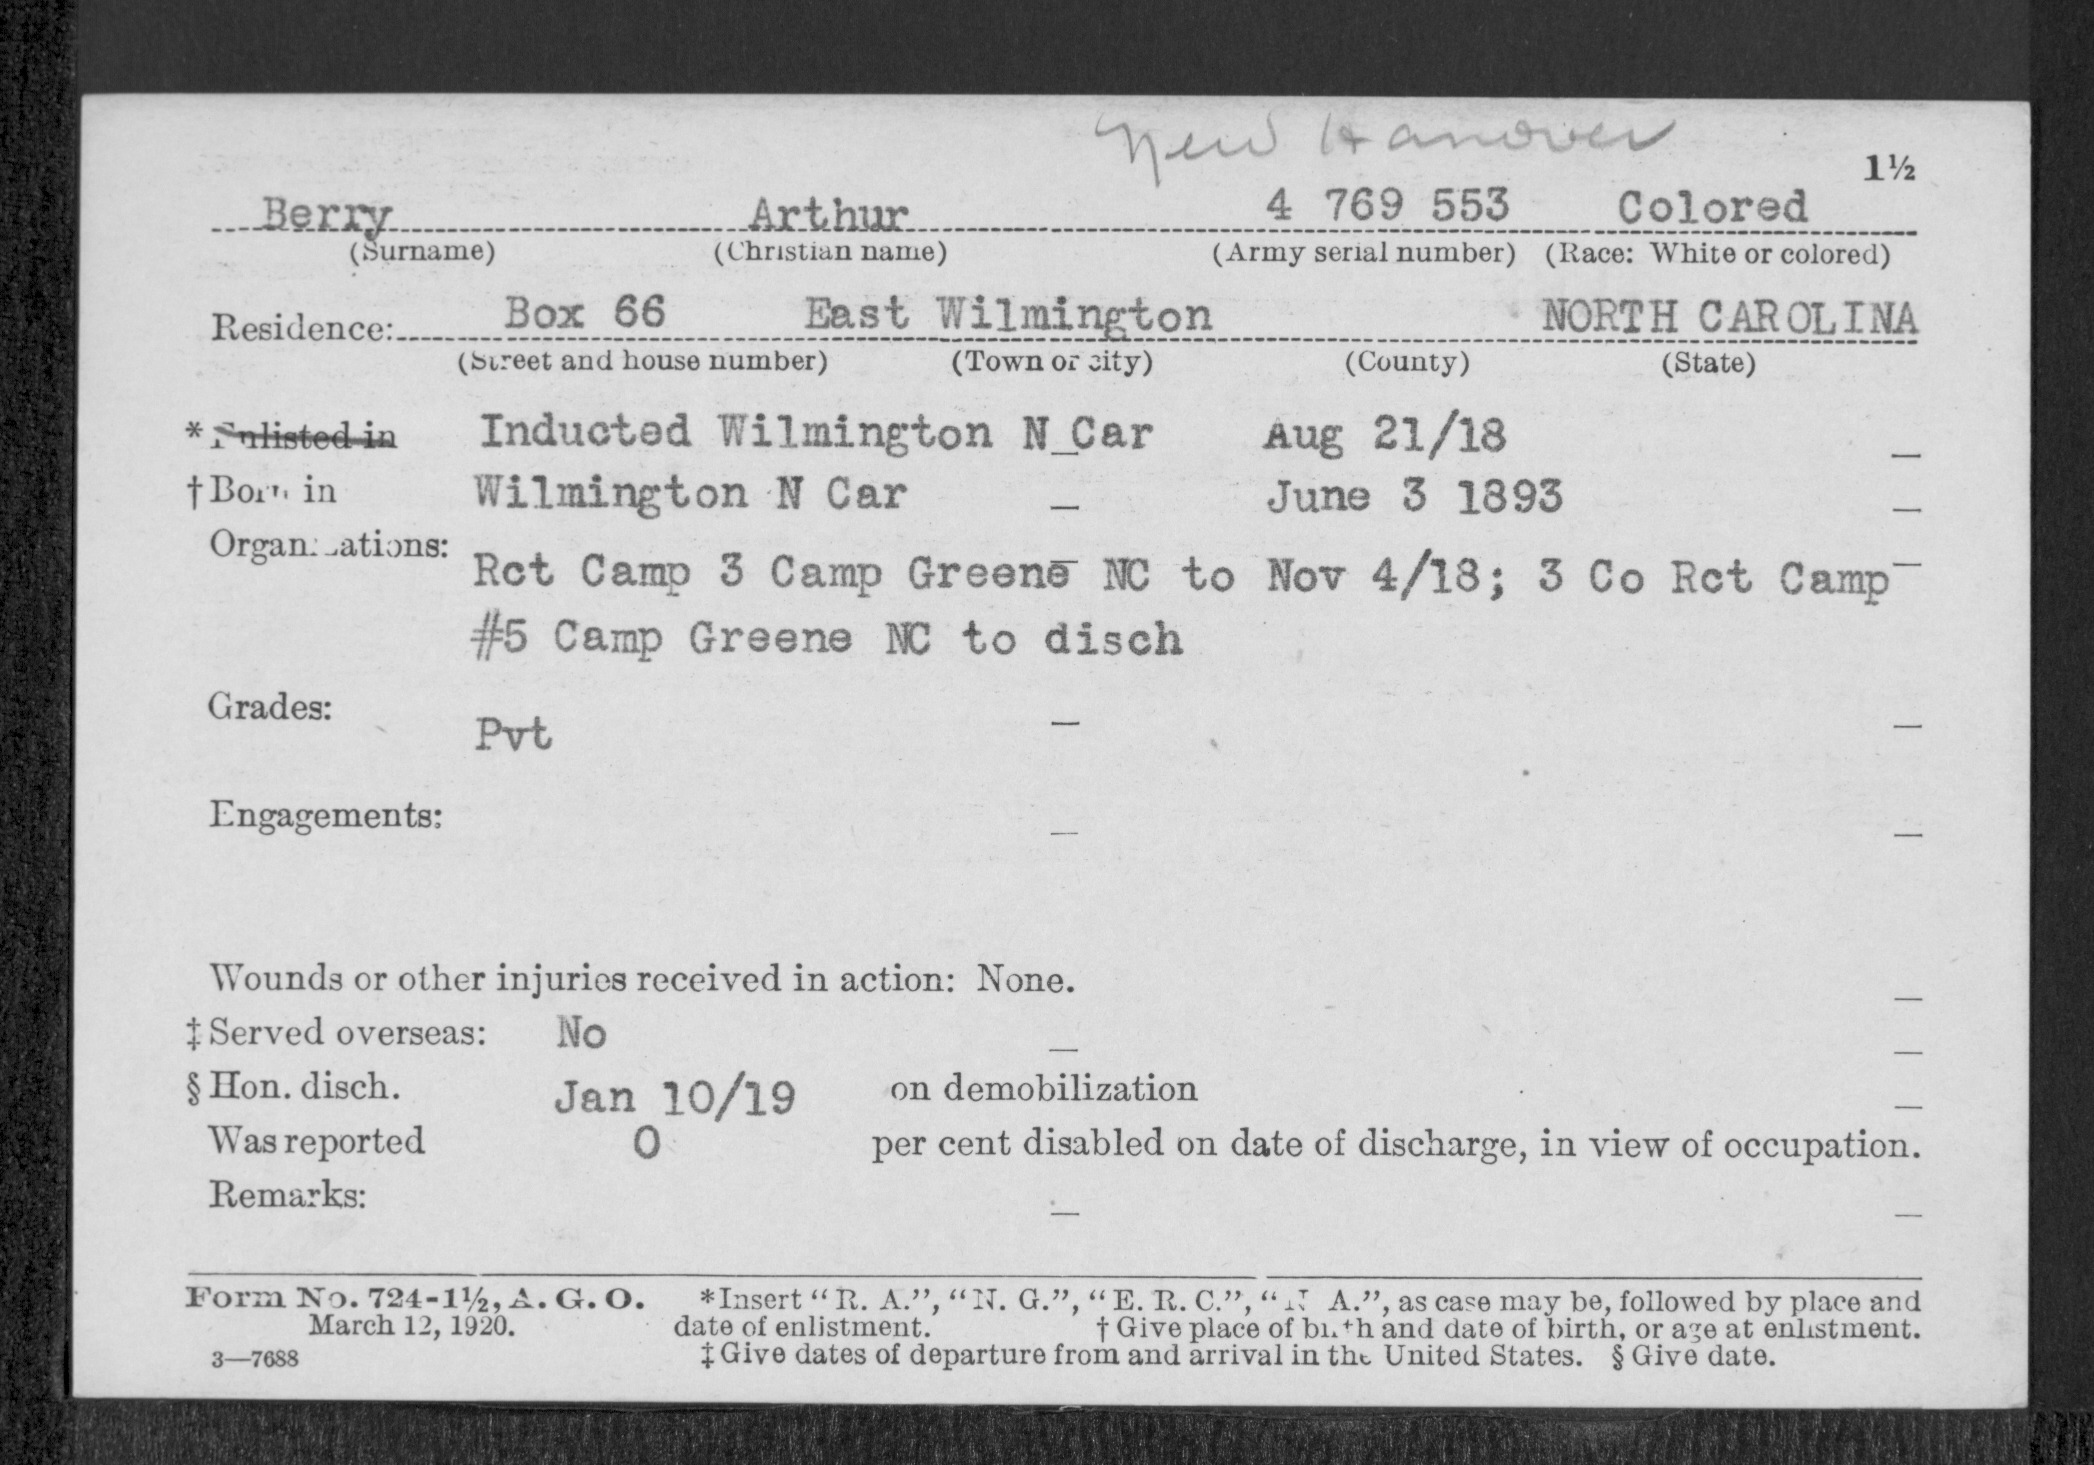 New Hanover
1½
Berry Arthur 4 769 553 Colored
(Surname) (Christian name) (Army serial number) (Race: White or colored)
Residence: Box 66 East Wilmington NORTH CAROLINA
(Street and house number) (Town or city) (County) (State)
* Enlisted in Inducted Wilmington N Car Aug 21/18
† Born in Wilmington N Car June 3 1893
Organizations: Rct Camp 3 Camp Greene NC to Nov 4/18; 3 Co Rct Camp
#5 Camp Greene NC to disch
Grades: Pvt
Engagements:
Wounds or other injuries received in action: None.
‡ Served overseas: No
§ Hon. disch. Jan 10/19 on demobilization
Was reported 0 per cent disabled on date of discharge, in view of occupation.
Remarks:
Form No. 724-1½, A. G. O. *Insert “R. A.”, “N. G.”, “E. R. C.”, “N. A.”, as case may be, followed by place and
March 12, 1920. date of enlistment. † Give place of birth and date of birth, or age at enlistment.
3—7688 ‡ Give dates of departure from and arrival in the United States. § Give date.